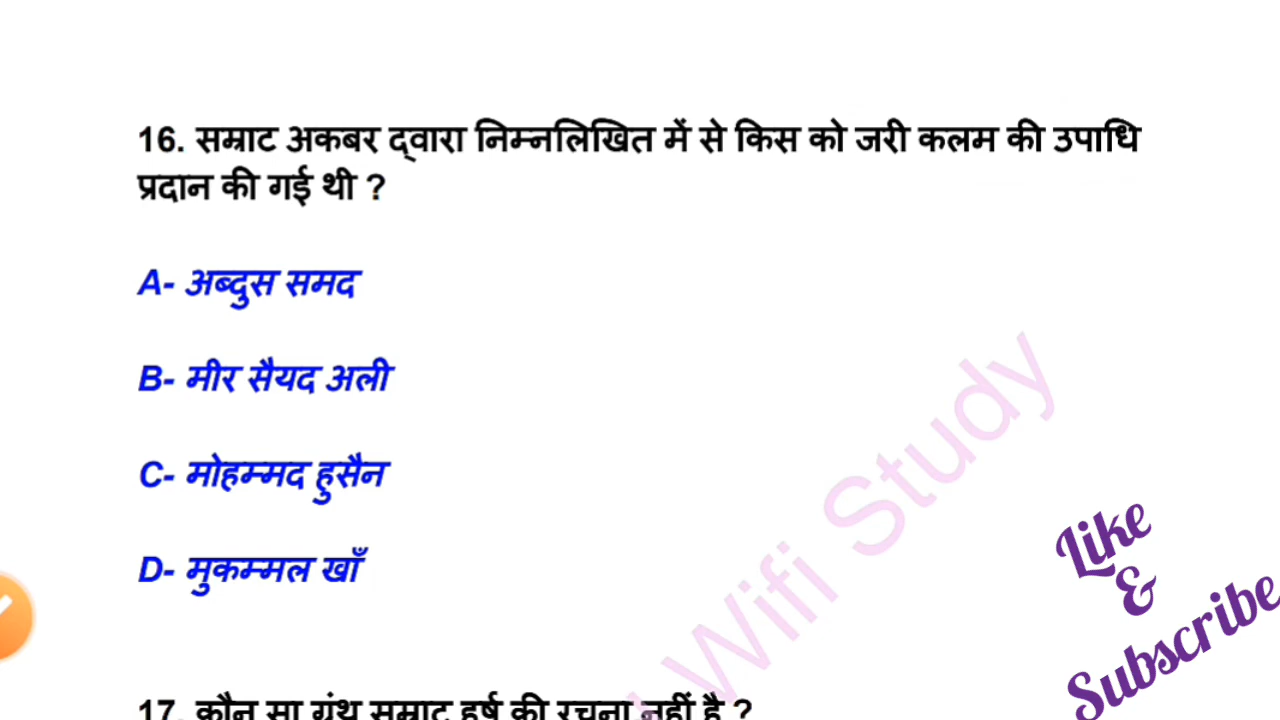 16. सम्राट अकबर द्वारा निम्नलिखित में से किस को जरी कलम की उपाधि
प्रदान की गई थी ?
A- अब्दुस समद
B- मीर सैयद अली
C- मोहम्मद हुसैन
D- मुकम्मल खाँ
Wifi Study
Like
&
Subscribe
17. कौन सा ग्रंथ सम्राट हर्ष की रचना नहीं है ?